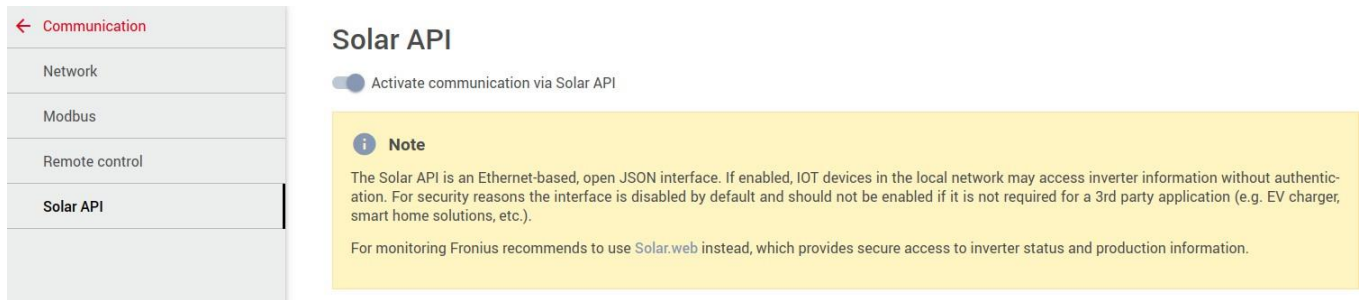 Communication
Network
Modbus
Remote control
Solar API
Solar API
Activate communication via Solar API
Note
The Solar API is an Ethernet-based, open JSON interface. If enabled, IOT devices in the local network may access inverter information without authentic-
ation. For security reasons the interface is disabled by default and should not be enabled if it is not required for a 3rd party application (e.g. EV charger,
smart home solutions, etc.).
For monitoring Fronius recommends to use Solar.web instead, which provides secure access to inverter status and production information.